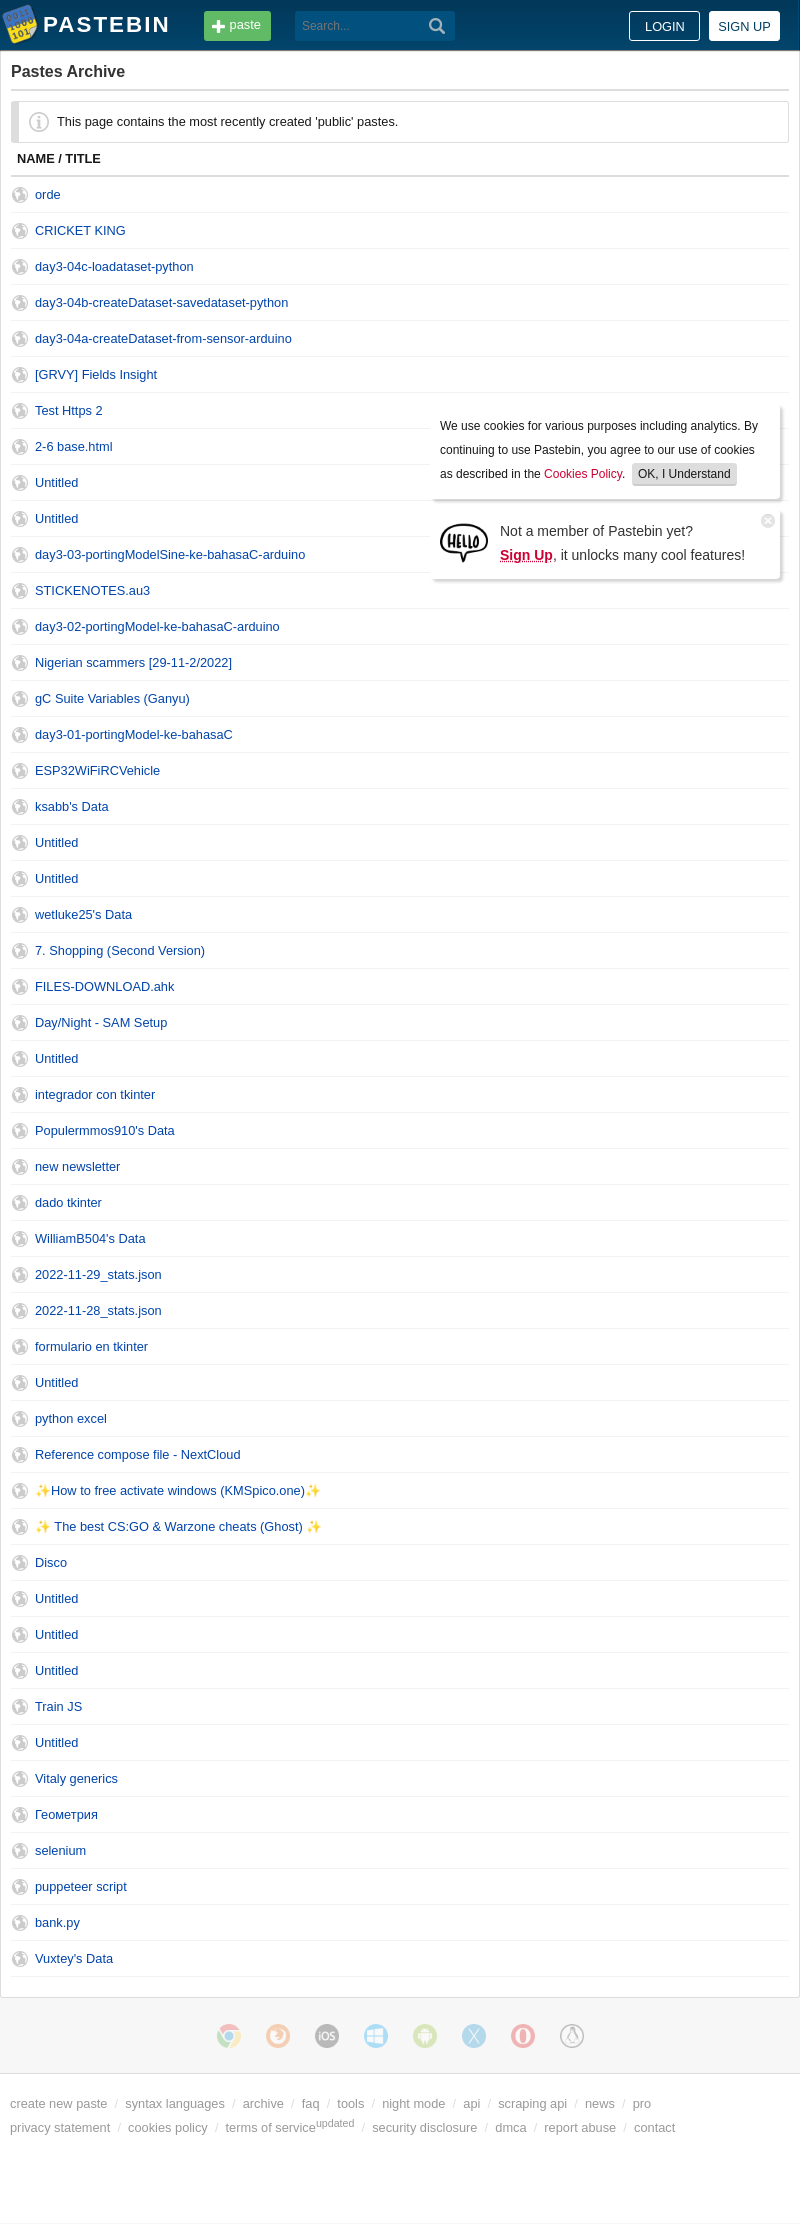 PASTEBIN
paste
Search...
LOGIN
SIGN UP
Pastes Archive
This page contains the most recently created 'public' pastes.
NAME / TITLE
orde
CRICKET KING
day3-04c-loadataset-python
day3-04b-createDataset-savedataset-python
day3-04a-createDataset-from-sensor-arduino
[GRVY] Fields Insight
Test Https 2
2-6 base.html
Untitled
Untitled
day3-03-portingModelSine-ke-bahasaC-arduino
STICKENOTES.au3
day3-02-portingModel-ke-bahasaC-arduino
Nigerian scammers [29-11-2/2022]
gC Suite Variables (Ganyu)
day3-01-portingModel-ke-bahasaC
ESP32WiFiRCVehicle
ksabb's Data
Untitled
Untitled
wetluke25's Data
7. Shopping (Second Version)
FILES-DOWNLOAD.ahk
Day/Night - SAM Setup
Untitled
integrador con tkinter
Populermmos910's Data
new newsletter
dado tkinter
WilliamB504's Data
2022-11-29_stats.json
2022-11-28_stats.json
formulario en tkinter
Untitled
python excel
Reference compose file - NextCloud
✨How to free activate windows (KMSpico.one)✨
✨ The best CS:GO & Warzone cheats (Ghost) ✨
Disco
Untitled
Untitled
Untitled
Train JS
Untitled
Vitaly generics
Геометрия
selenium
puppeteer script
bank.py
Vuxtey's Data
We use cookies for various purposes including analytics. By
continuing to use Pastebin, you agree to our use of cookies
as described in the Cookies Policy. OK, I Understand
HELLO
Not a member of Pastebin yet?
Sign Up, it unlocks many cool features!
iOS
create new paste / syntax languages / archive / faq / tools / night mode / api / scraping api / news / pro
privacy statement / cookies policy / terms of service updated / security disclosure / dmca / report abuse / contact